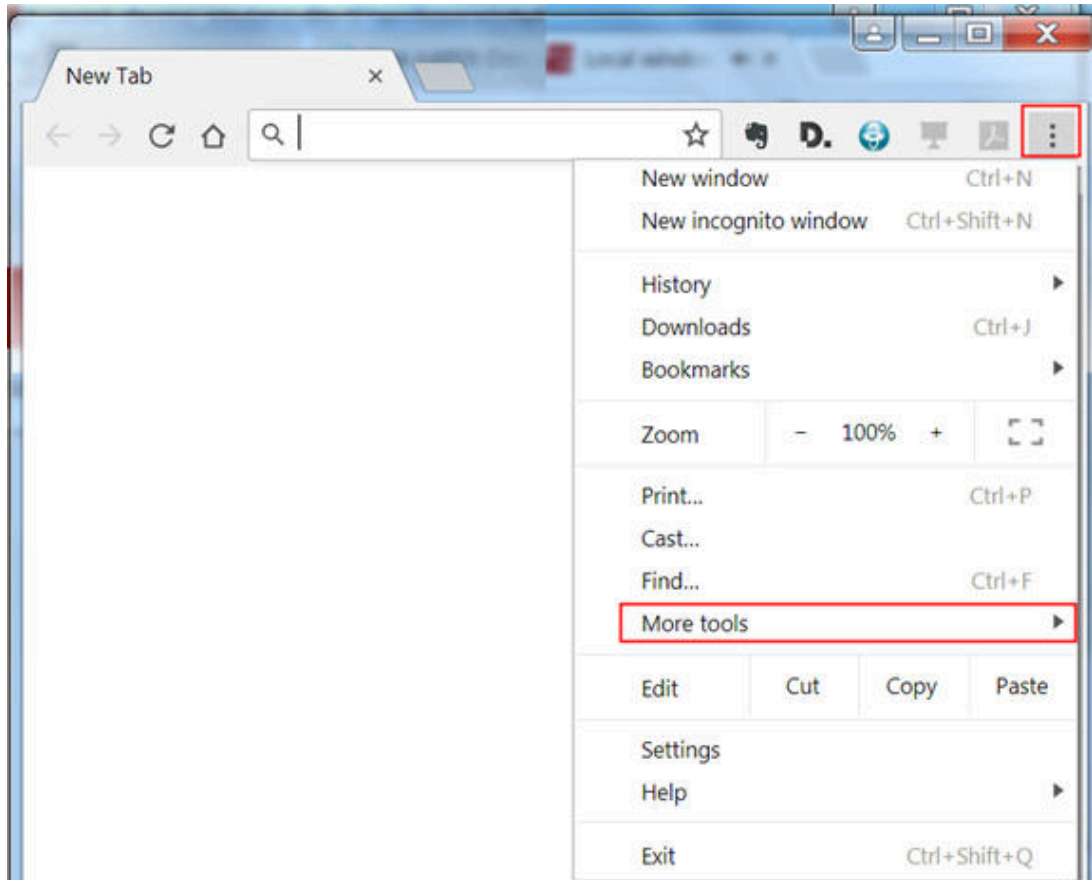 New Tab
D.
New window Ctrl+N
New incognito window Ctrl+Shift+N
History
Downloads Ctrl+J
Bookmarks
Zoom - 100% +
Print... Ctrl+P
Cast...
Find... Ctrl+F
More tools
Edit Cut Copy Paste
Settings
Help
Exit Ctrl+Shift+Q